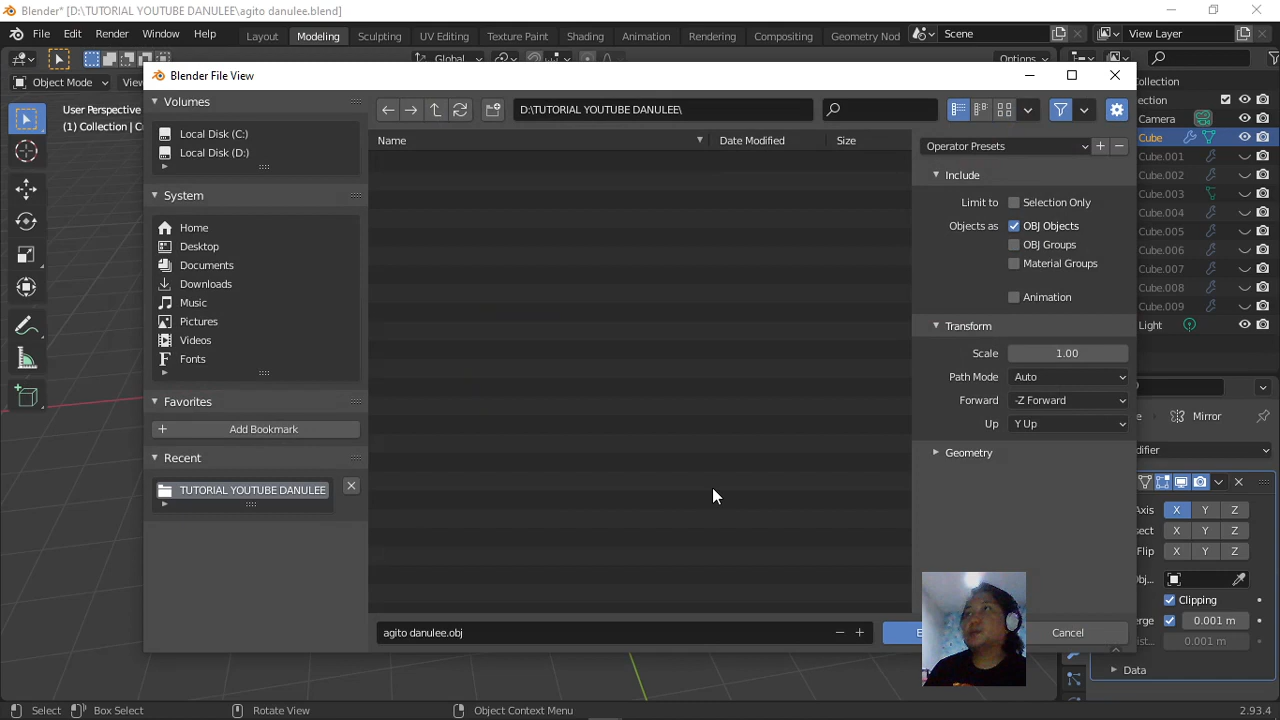 Blender* [D:\TUTORIAL YOUTUBE DANULEE\agito danulee.blend]
File Edit Render Window Help Layout Modeling Sculpting UV Editing Texture Paint Shading Animation Rendering Compositing Geometry Nod Scene View Layer
Global Options
Object Mode
Blender File View
User Perspective
(1) Collection |
Volumes
Local Disk (C:)
Local Disk (D:)
System
Home
Desktop
Documents
Downloads
Music
Pictures
Videos
Fonts
Favorites
Add Bookmark
Recent
TUTORIAL YOUTUBE DANULEE
D:\TUTORIAL YOUTUBE DANULEE\
Name Date Modified Size
agito danulee.obj
Cancel
Operator Presets
Include
Limit to Selection Only
Objects as OBJ Objects
OBJ Groups
Material Groups
Animation
Transform
Scale 1.00
Path Mode Auto
Forward -Z Forward
Up Y Up
Geometry
Collection
ection
Camera
Cube
Cube.001
Cube.002
Cube.003
Cube.004
Cube.005
Cube.006
Cube.007
Cube.008
Cube.009
Light
Mirror
difier
Axis X Y Z
sect X Y Z
Flip X Y Z
Obj...
Clipping
erge 0.001 m
0.001 m
Data
Select Box Select Rotate View Object Context Menu 2.93.4